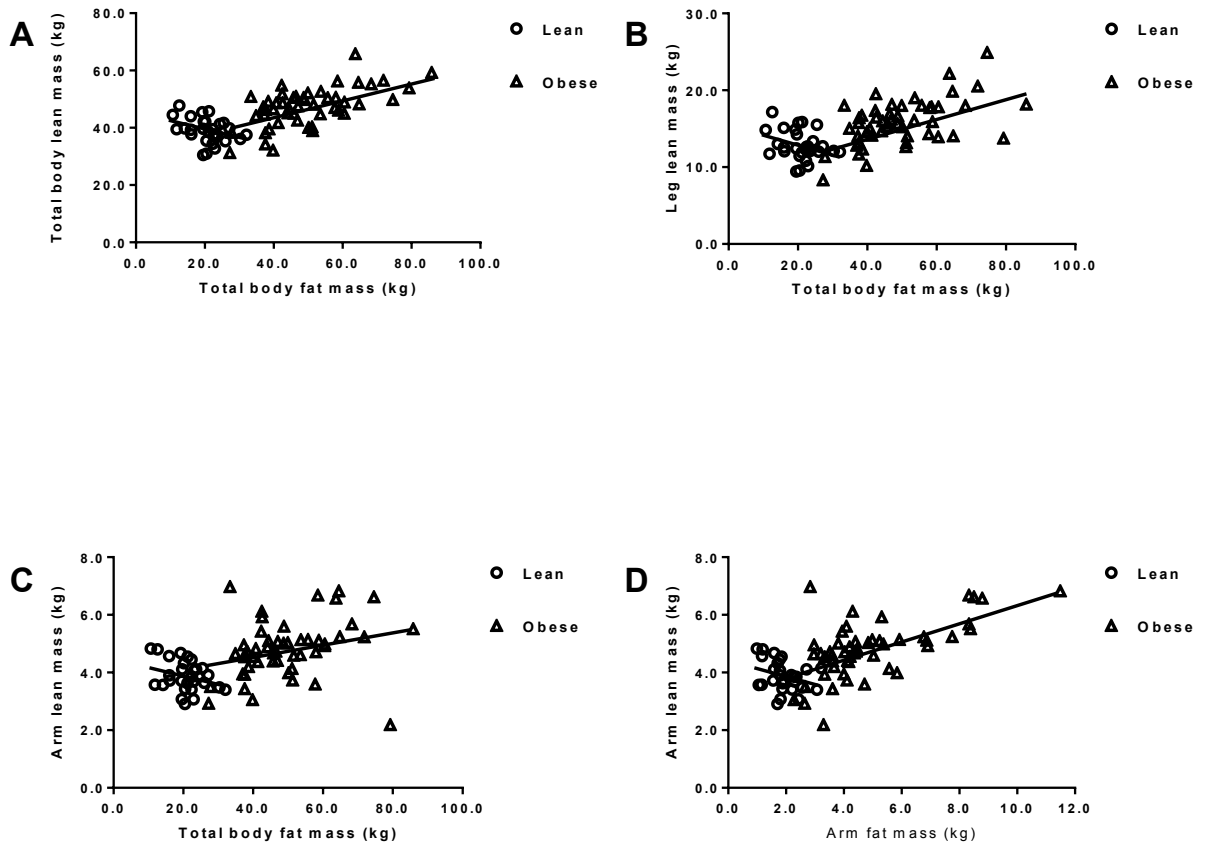 A
Total body lean mass (kg)
80.0
60.0
40.0
20.0
0.0
0.0 20.0 40.0 60.0 80.0 100.0
Total body fat mass (kg)
Lean
Obese
B
Leg lean mass (kg)
30.0
20.0
10.0
0.0
0.0 20.0 40.0 60.0 80.0 100.0
Total body fat mass (kg)
Lean
Obese
C
Arm lean mass (kg)
8.0
6.0
4.0
2.0
0.0
0.0 20.0 40.0 60.0 80.0 100.0
Total body fat mass (kg)
Lean
Obese
D
Arm lean mass (kg)
8.0
6.0
4.0
2.0
0.0
0.0 2.0 4.0 6.0 8.0 10.0 12.0
Arm fat mass (kg)
Lean
Obese